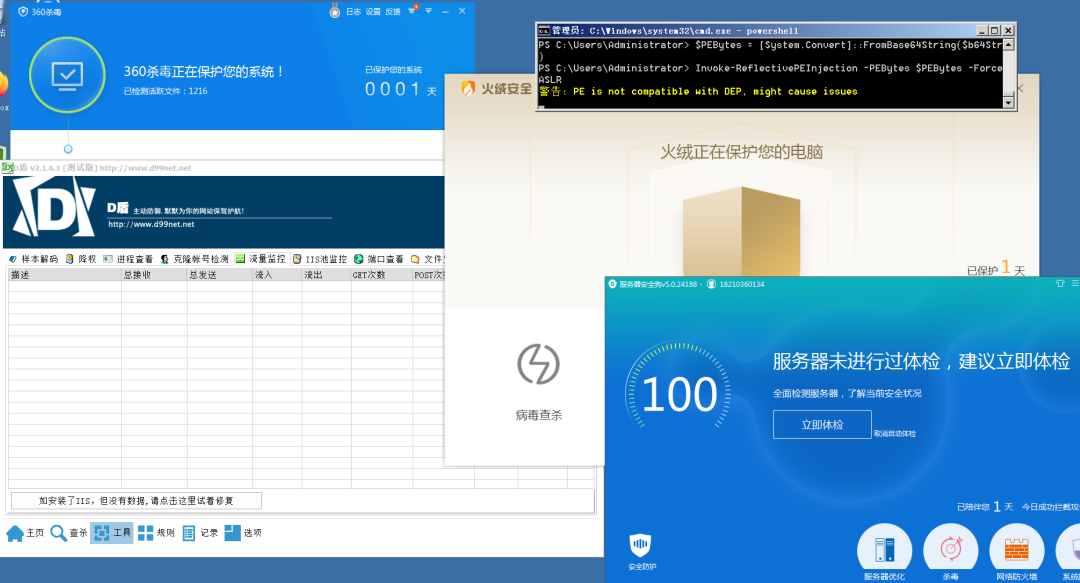 360杀毒
日志 设置 反馈
360杀毒正在保护您的系统！
已检测活跃文件：1216
已保护您的系统
0001 天
管理员: C:\Windows\system32\cmd.exe - powershell
PS C:\Users\Administrator> $PEBytes = [System.Convert]::FromBase64String($b64Str
)
PS C:\Users\Administrator> Invoke-ReflectivePEInjection -PEBytes $PEBytes -Force
ASLR
警告: PE is not compatible with DEP, might cause issues
火绒安全
火绒正在保护您的电脑
已保护 1 天
病毒查杀
D盾 v2.1.6.1 [测试版] http://www.d99net.net
D盾 主动防御,默默为你的网站保驾护航!
http://www.d99net.net
样本解码 降权 进程查看 克隆帐号检测 流量监控 IIS池监控 端口查看 文件
描述 总接收 总发送 流入 流出 GET次数 POST次
如安装了IIS，但没有数据,请点击这里试着修复
主页 查杀 工具 规则 记录 选项
服务器安全狗v5.0.24188 - 18210360134
100
服务器未进行过体检，建议立即体检
全面检测服务器，了解当前安全状况
立即体检
取消自动体检
已陪伴您 1 天 今日成功拦截攻
安全防护
服务器优化 杀毒 网络防火墙 系统